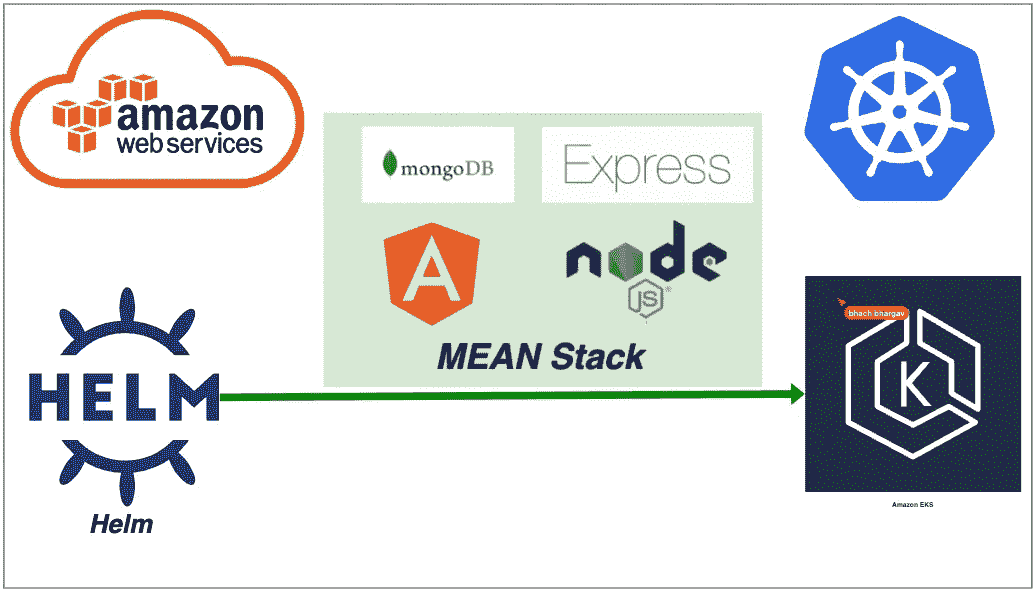 amazon
web services
mongoDB
Express
A
node
JS
®
MEAN Stack
HELM
Helm
bhach bhargav
K
Amazon EKS